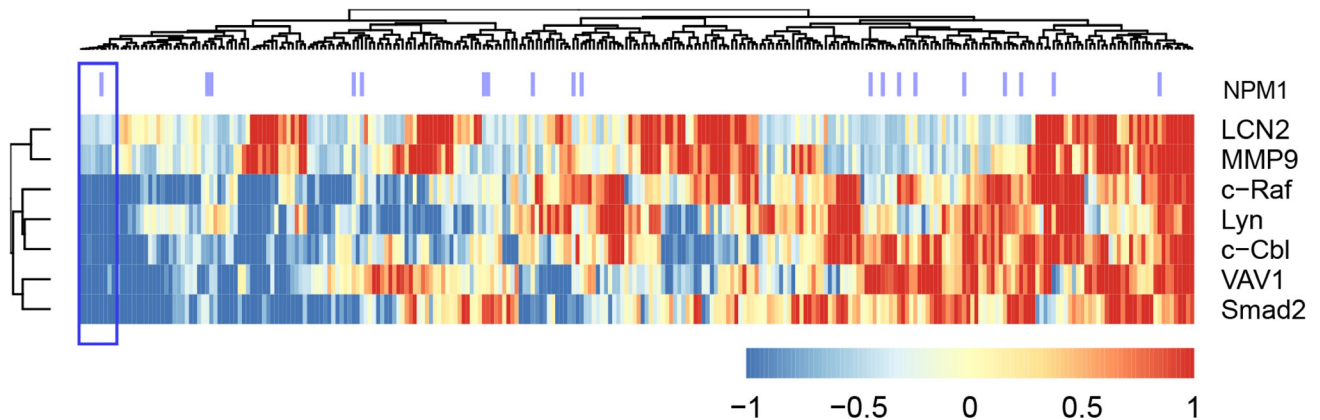 NPM1
LCN2
MMP9
c−Raf
Lyn
c−Cbl
VAV1
Smad2
−1 −0.5 0 0.5 1